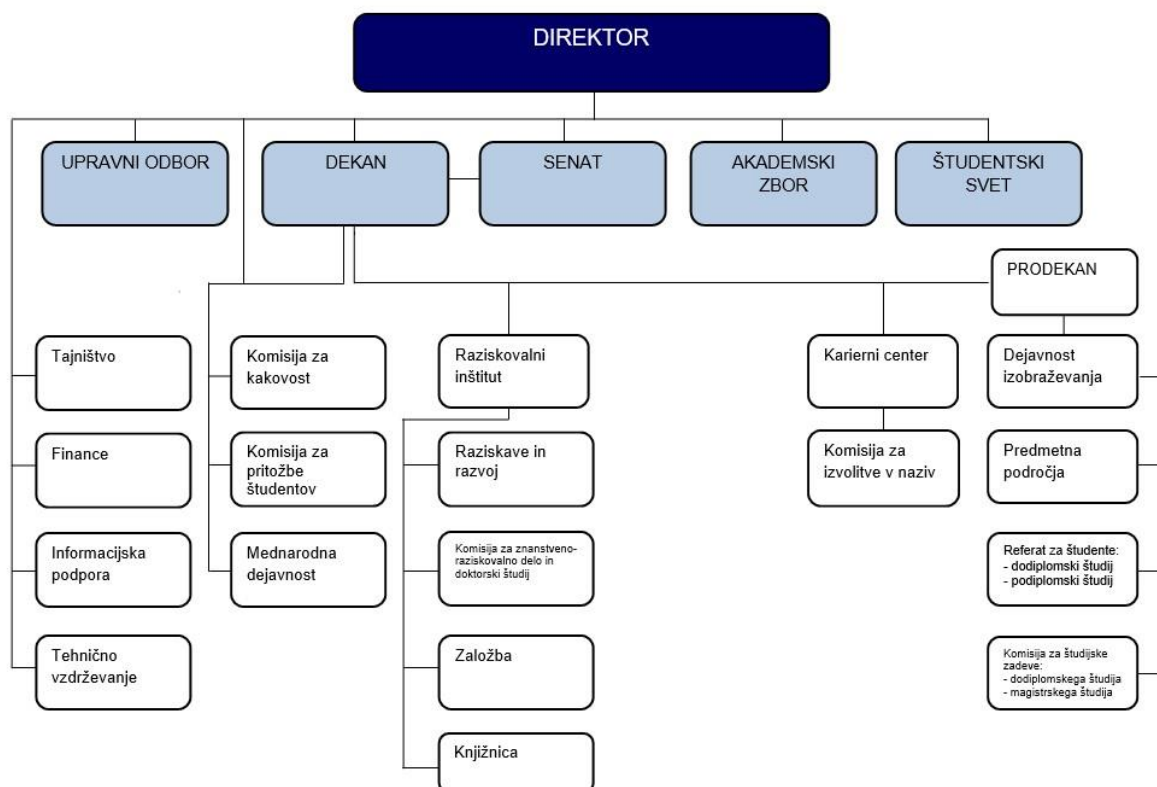 DIREKTOR
UPRAVNI ODBOR
DEKAN
SENAT
AKADEMSKI
ZBOR
ŠTUDENTSKI
SVET
PRODEKAN
Tajništvo
Komisija za
kakovost
Raziskovalni
inštitut
Karierni center
Dejavnost
izobraževanja
Finance
Komisija za
pritožbe
študentov
Raziskave in
razvoj
Komisija za
izvolitve v naziv
Predmetna
področja
Informacijska
podpora
Mednarodna
dejavnost
Komisija za znanstveno-
raziskovalno delo in
doktorski študij
Referat za študente:
- dodiplomski študij
- podiplomski študij
Tehnično
vzdrževanje
Založba
Komisija za študijske
zadeve:
- dodiplomskega študija
- magistrskega študija
Knjižnica